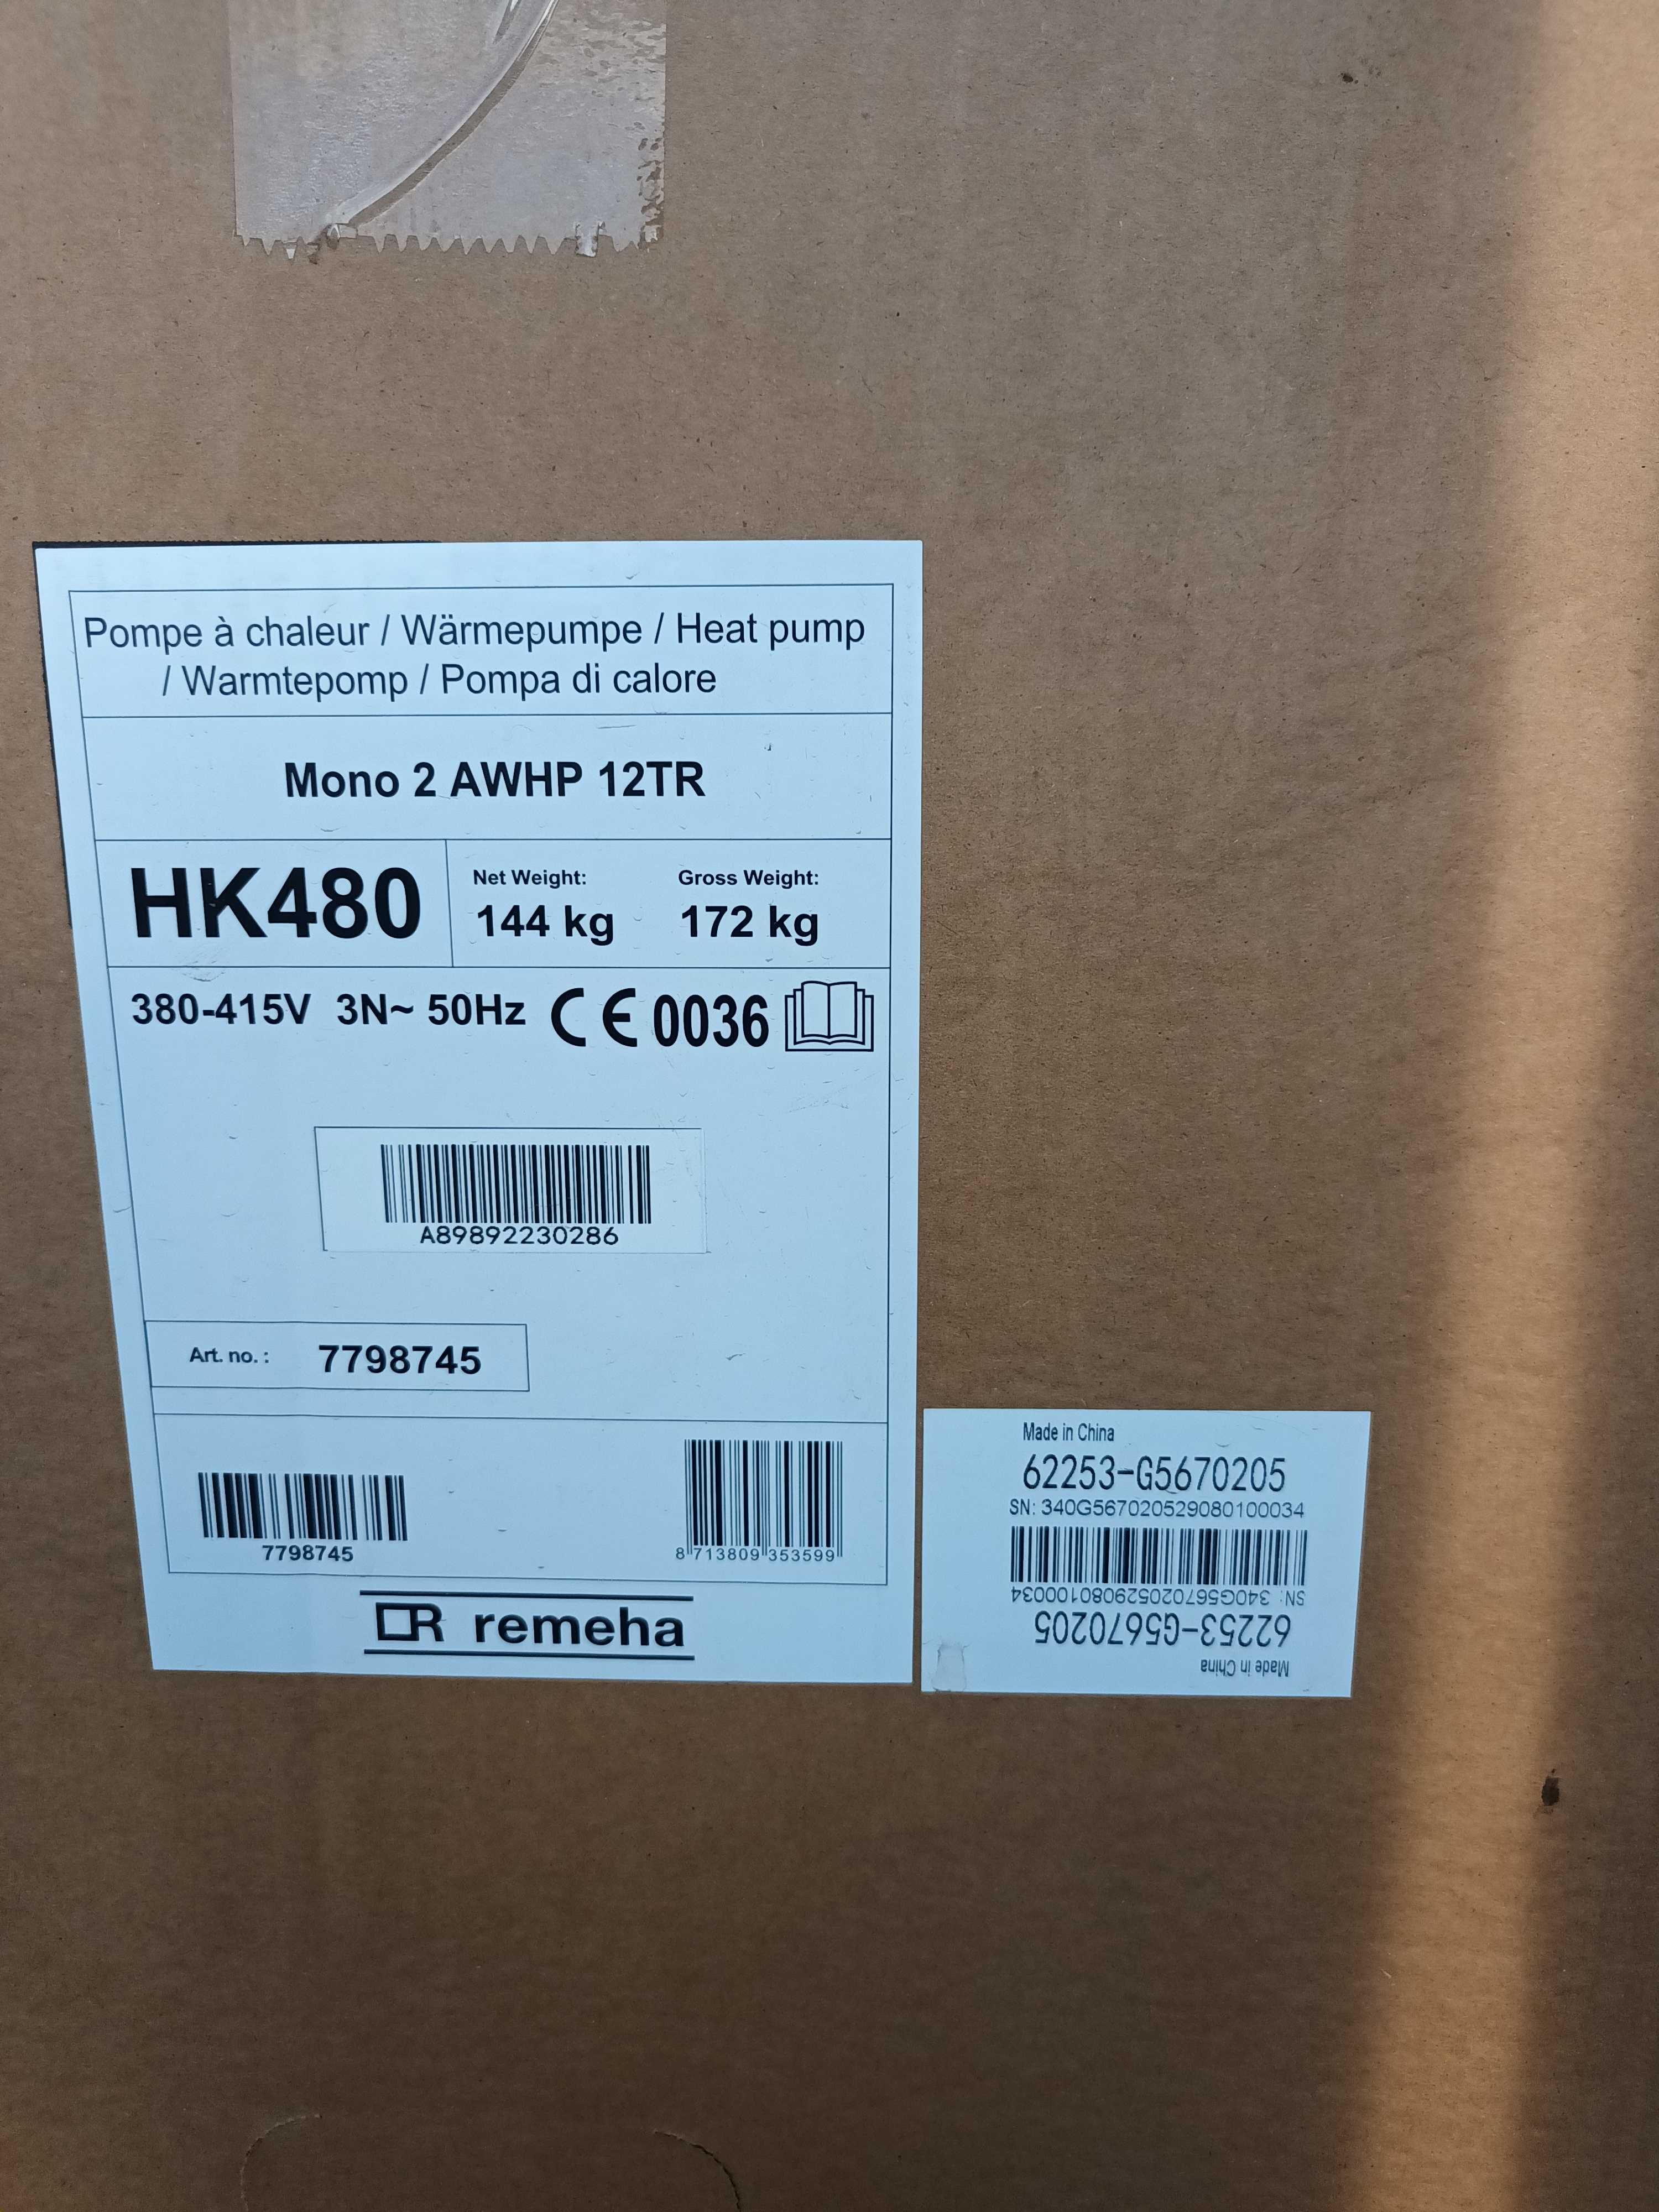 Pompe à chaleur / Wärmepumpe / Heat pump
/ Warmtepomp / Pompa di calore
Mono 2 AWHP 12TR
HK480
Net Weight:
144 kg
Gross Weight:
172 kg
380-415V 3N~ 50Hz CE 0036
A89892230286
Art. no. : 7798745
7798745
8 713809 353599
remeha
Made in China
62253-G5670205
SN: 340G567020529080100034
SN: 340G567020529080100034
62253-G5670205
Made in China